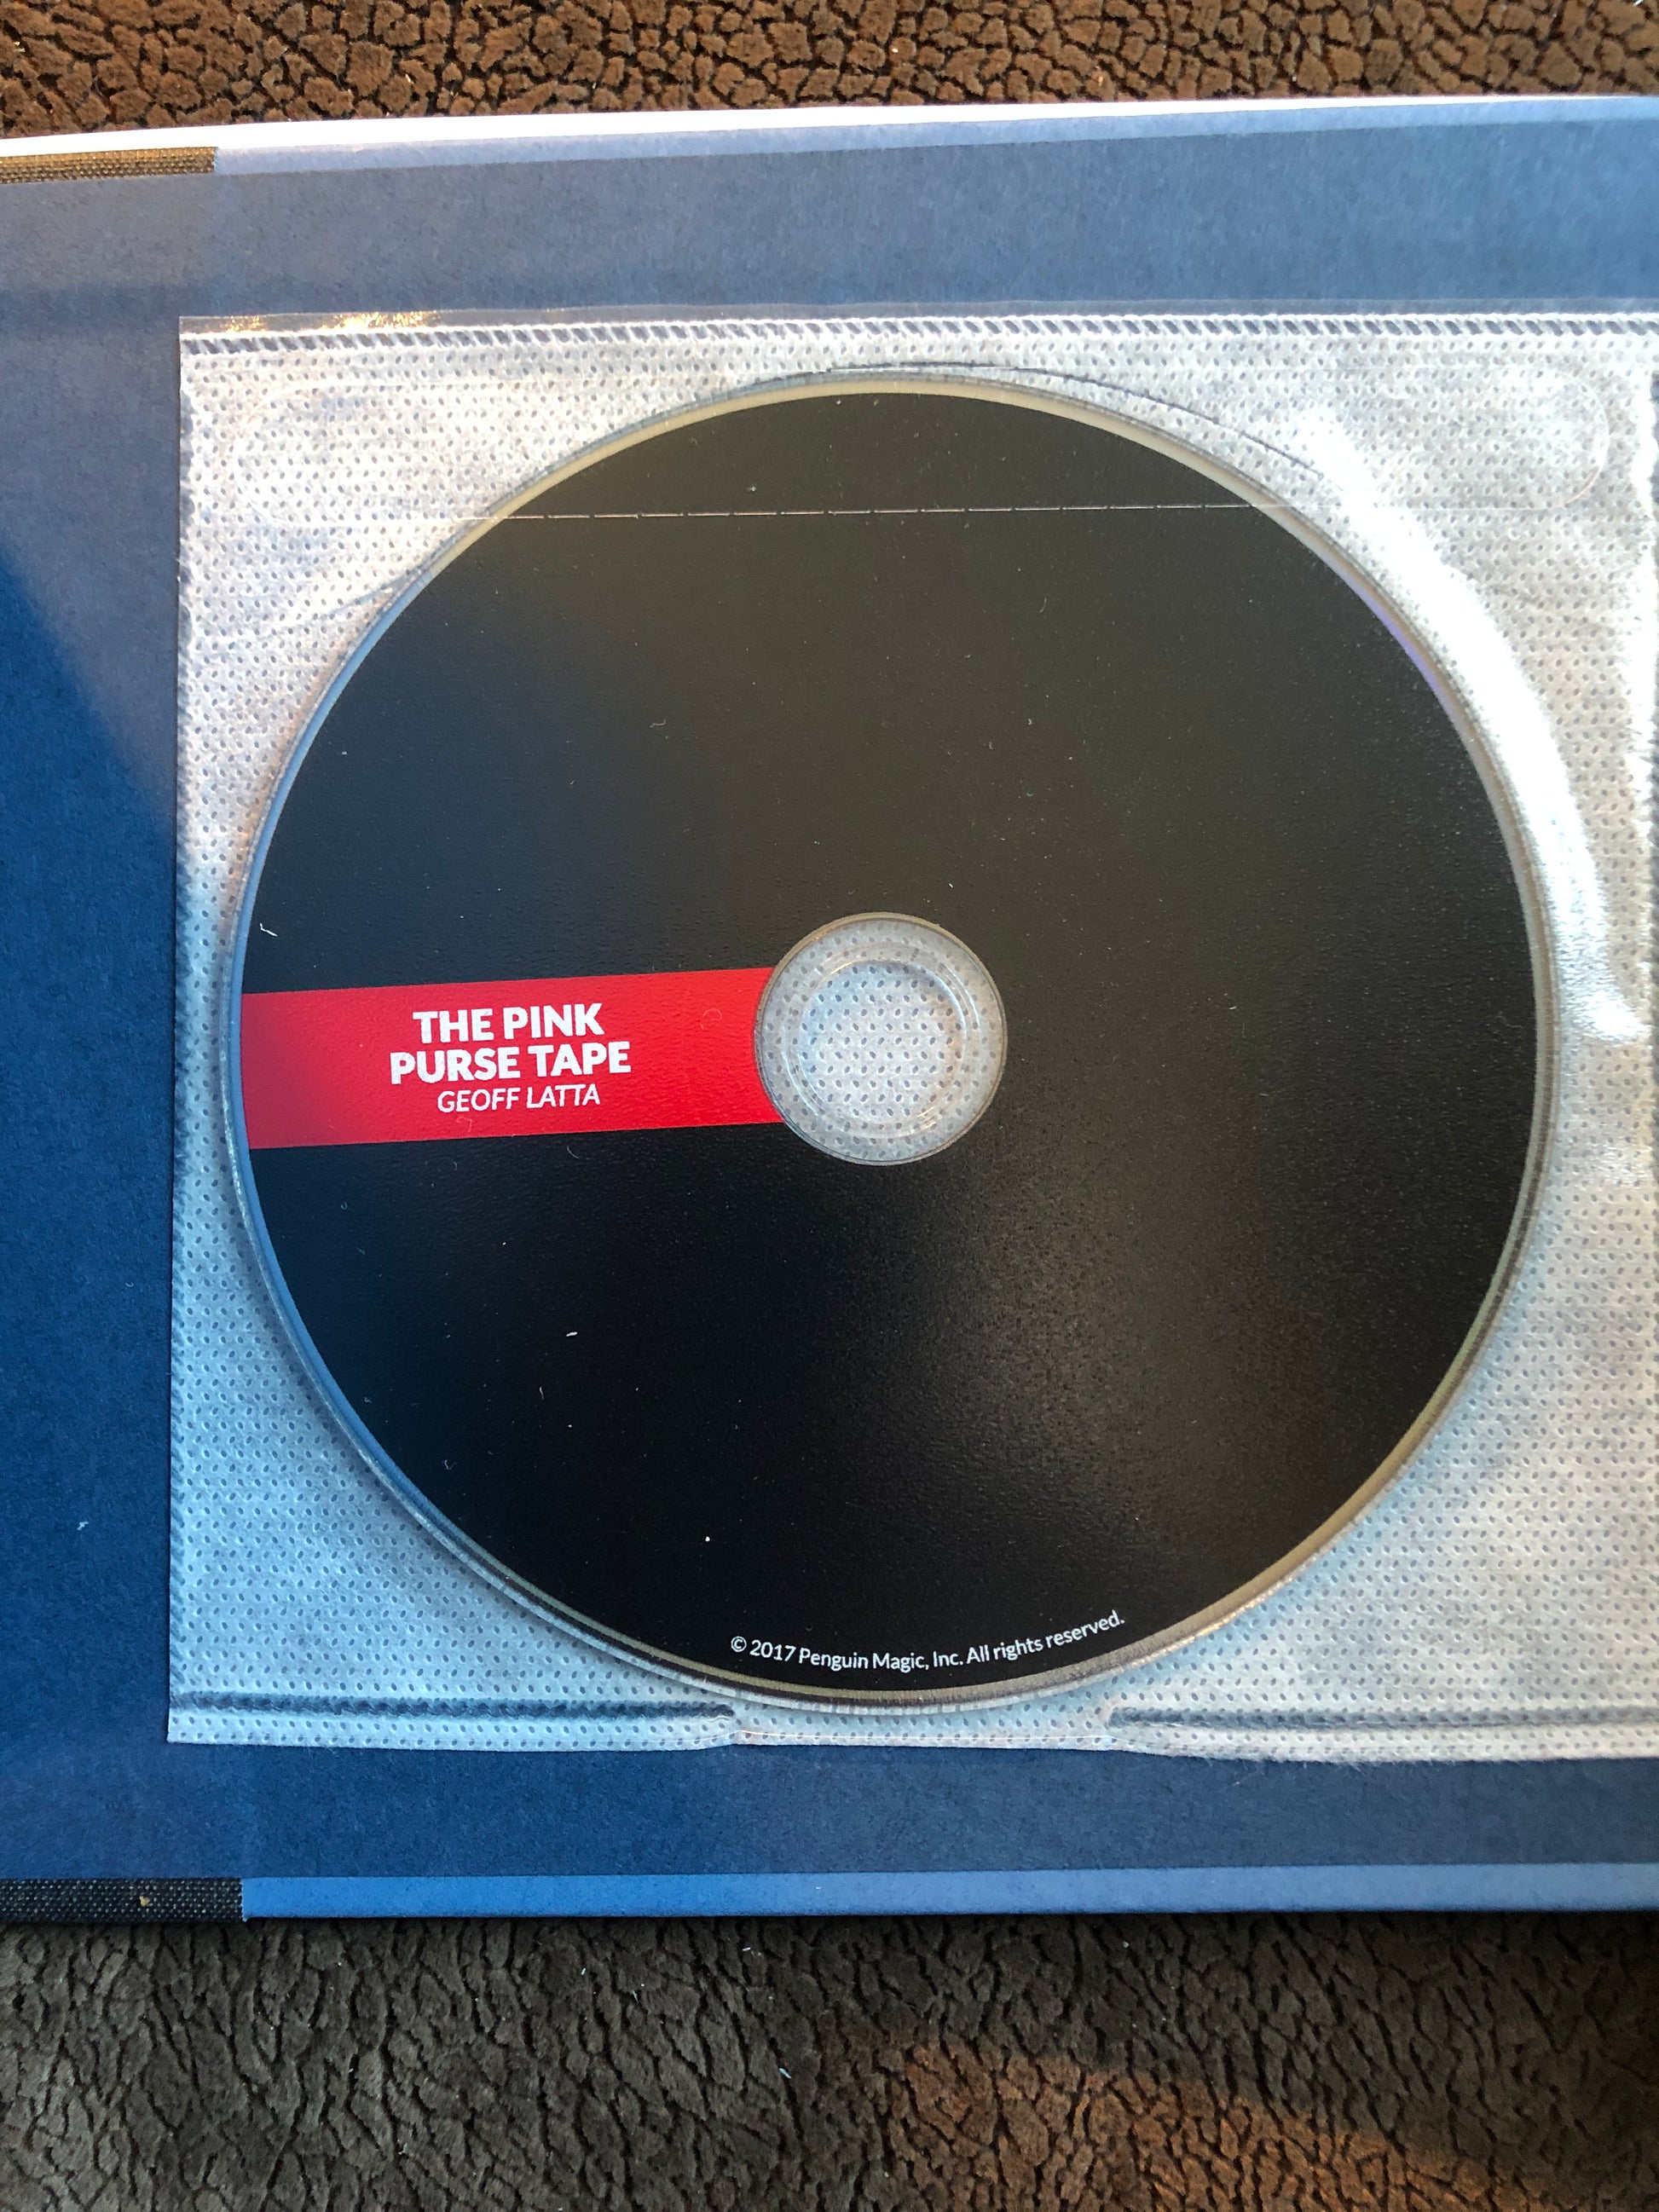 THE PINK
PURSE TAPE
GEOFF LATTA
© 2017 Penguin Magic, Inc. All rights reserved.